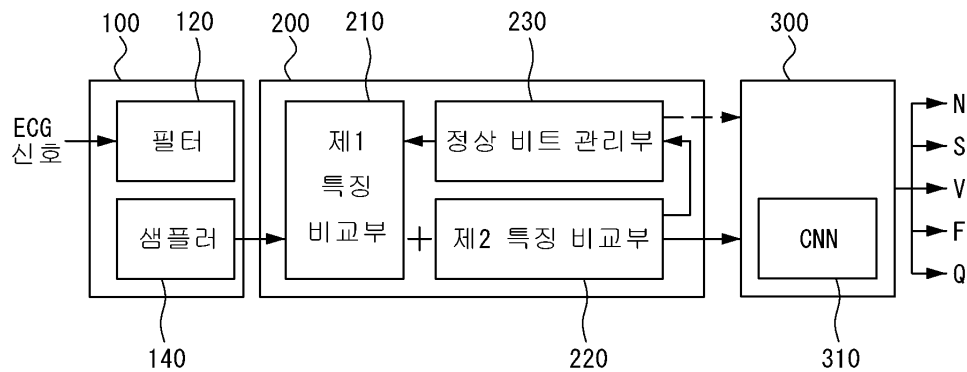 100
120
200
210
230
300
ECG
신호
필터
샘플러
제1
특징
비교부
정상 비트 관리부
+
제2 특징 비교부
CNN
N
S
V
F
Q
140
220
310